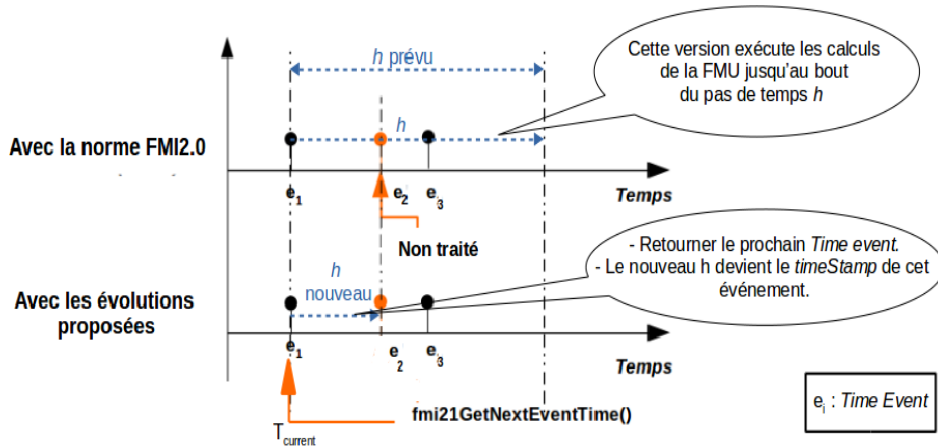 h prévu
Cette version exécute les calculs
de la FMU jusqu'au bout
du pas de temps h
h
Avec la norme FMI2.0
e1
e2
e3
Temps
Non traité
- Retourner le prochain Time event.
- Le nouveau h devient le timeStamp de cet
événement.
h
nouveau
Avec les évolutions
proposées
e1
e2
e3
Temps
fmi21GetNextEventTime()
Tcurrent
ei : Time Event